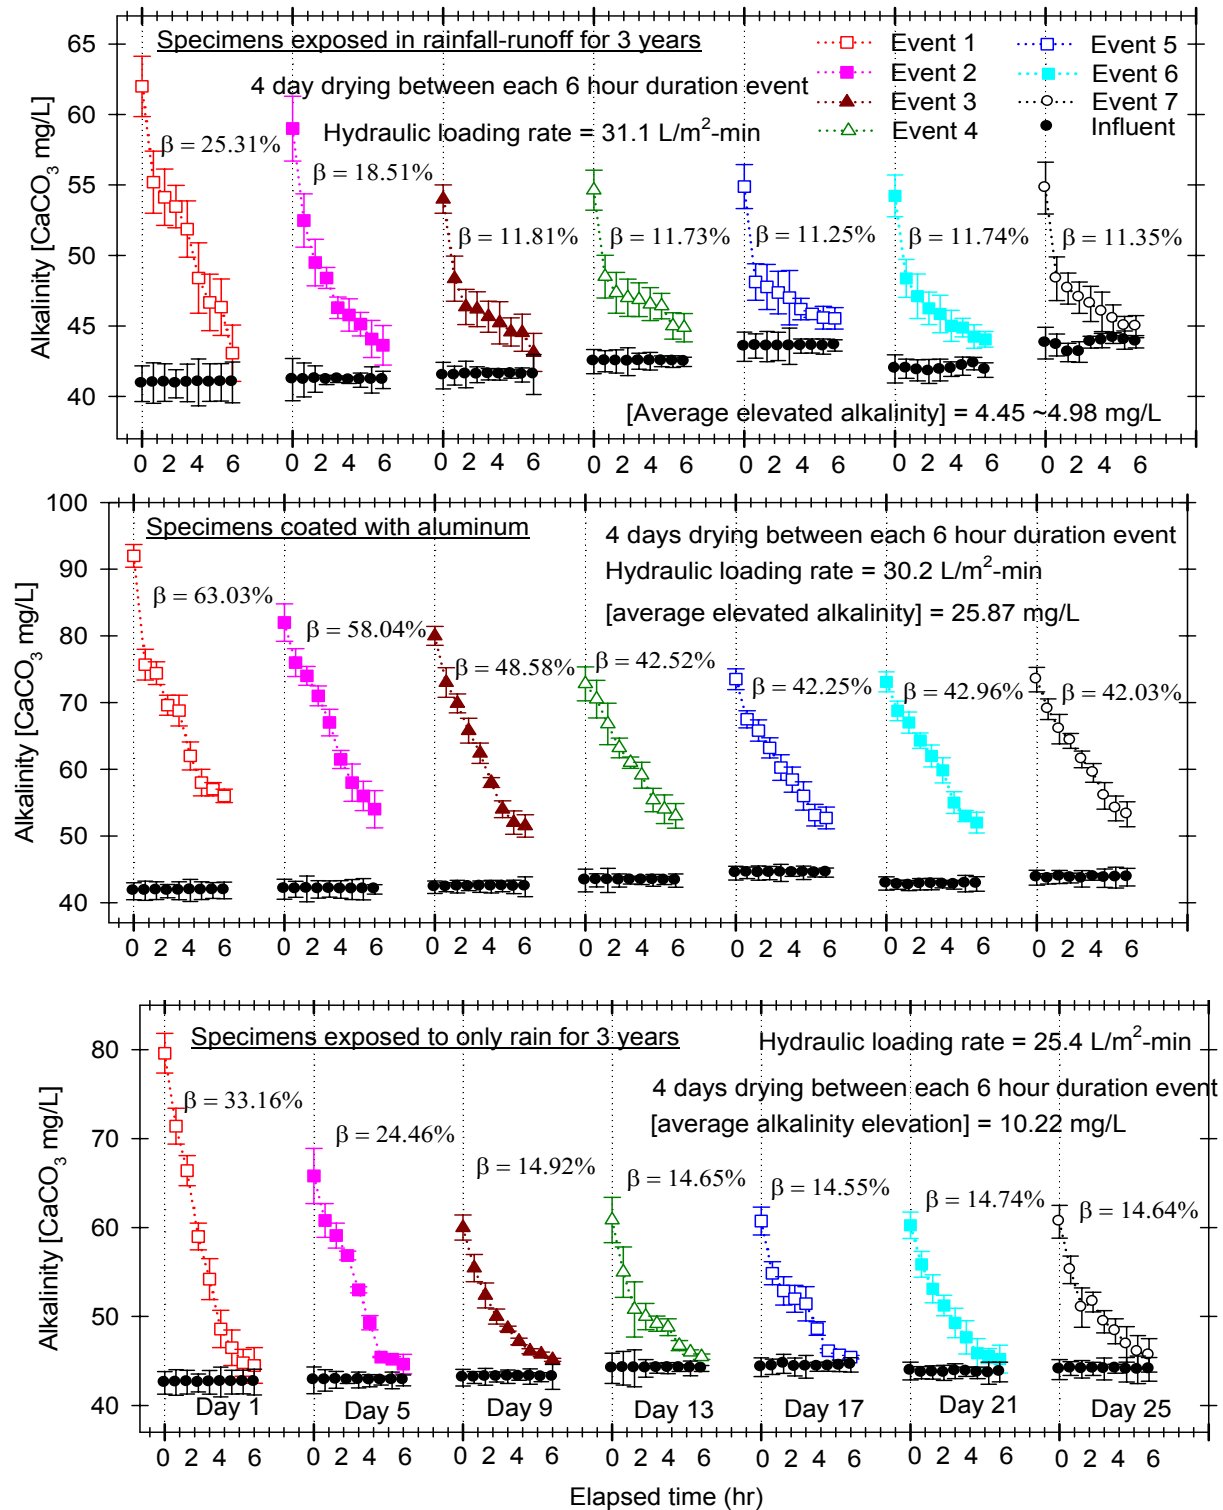 Specimens exposed in rainfall-runoff for 3 years
Event 1
Event 5
4 day drying between each 6 hour duration event
Event 2
Event 6
Event 3
Event 7
Hydraulic loading rate = 31.1 L/m²-min
Event 4
Influent
β = 25.31%
β = 18.51%
β = 11.81%
β = 11.73%
β = 11.25%
β = 11.74%
β = 11.35%
[Average elevated alkalinity] = 4.45 ~4.98 mg/L
Alkalinity [CaCO₃ mg/L]
65
60
55
50
45
40
0 2 4 6 0 2 4 6 0 2 4 6 0 2 4 6 0 2 4 6 0 2 4 6 0 2 4 6
Specimens coated with aluminum
4 days drying between each 6 hour duration event
Hydraulic loading rate = 30.2 L/m²-min
[average elevated alkalinity] = 25.87 mg/L
β = 63.03%
β = 58.04%
β = 48.58%
β = 42.52%
β = 42.25%
β = 42.96%
β = 42.03%
Alkalinity [CaCO₃ mg/L]
100
90
80
70
60
50
40
0 2 4 6 0 2 4 6 0 2 4 6 0 2 4 6 0 2 4 6 0 2 4 6 0 2 4 6
Specimens exposed to only rain for 3 years
Hydraulic loading rate = 25.4 L/m²-min
4 days drying between each 6 hour duration event
[average alkalinity elevation] = 10.22 mg/L
β = 33.16%
β = 24.46%
β = 14.92%
β = 14.65%
β = 14.55%
β = 14.74%
β = 14.64%
Alkalinity [CaCO₃ mg/L]
80
70
60
50
40
Day 1 Day 5 Day 9 Day 13 Day 17 Day 21 Day 25
0 2 4 6 0 2 4 6 0 2 4 6 0 2 4 6 0 2 4 6 0 2 4 6 0 2 4 6
Elapsed time (hr)